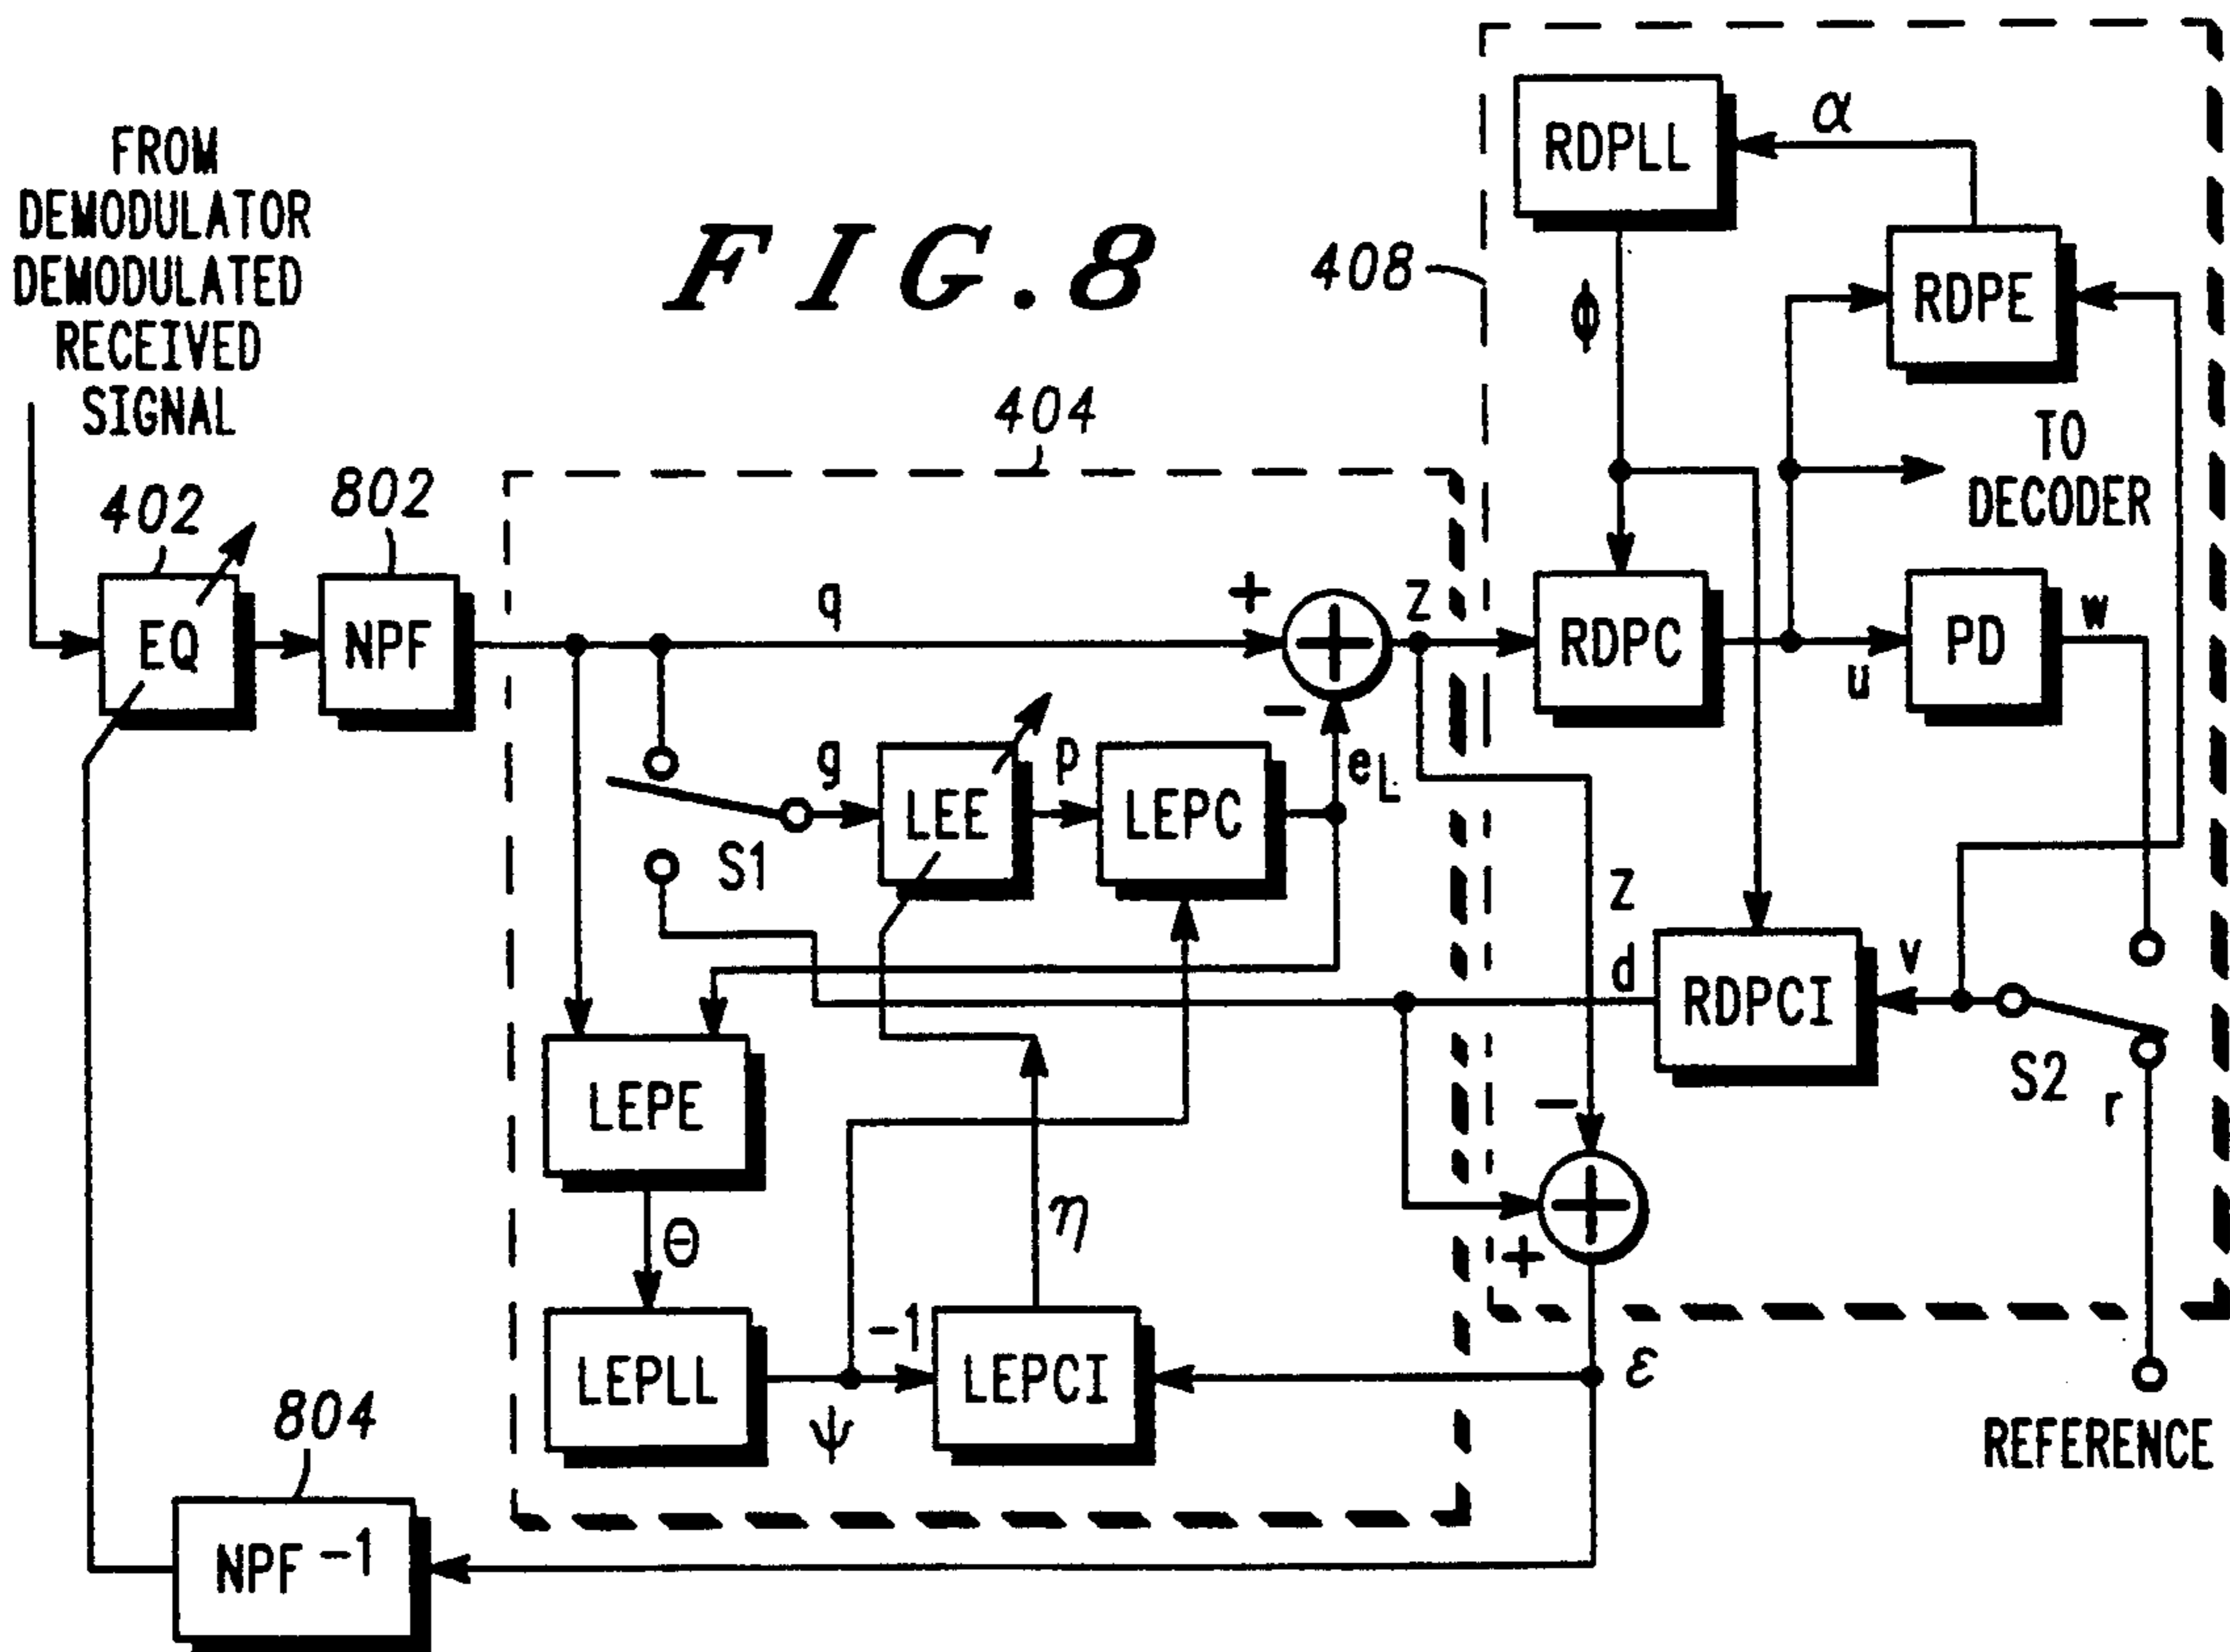 FROM
DEMODULATOR
DEMODULATED
RECEIVED
SIGNAL
FIG.8
408
RDPLL
α
RDPE
ϕ
TO
DECODER
404
402
802
EQ
NPF
q
+
Z
RDPC
u
PD
w
-
g
LEE
p
LEPC
eL
S1
Z
d
RDPCI
v
S2
r
LEPE
-
+
θ
η
LEPLL
ψ
-1
LEPCI
ε
REFERENCE
804
NPF -1